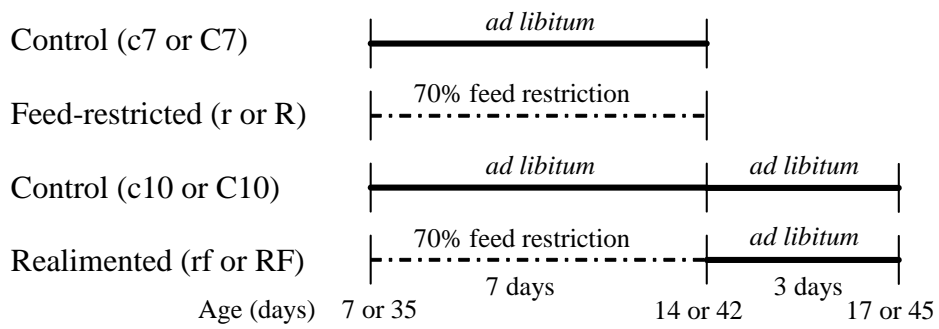 Control (c7 or C7) ad libitum
Feed-restricted (r or R) 70% feed restriction
Control (c10 or C10) ad libitum ad libitum
Realimented (rf or RF) 70% feed restriction ad libitum
7 days 3 days
Age (days) 7 or 35 14 or 42 17 or 45